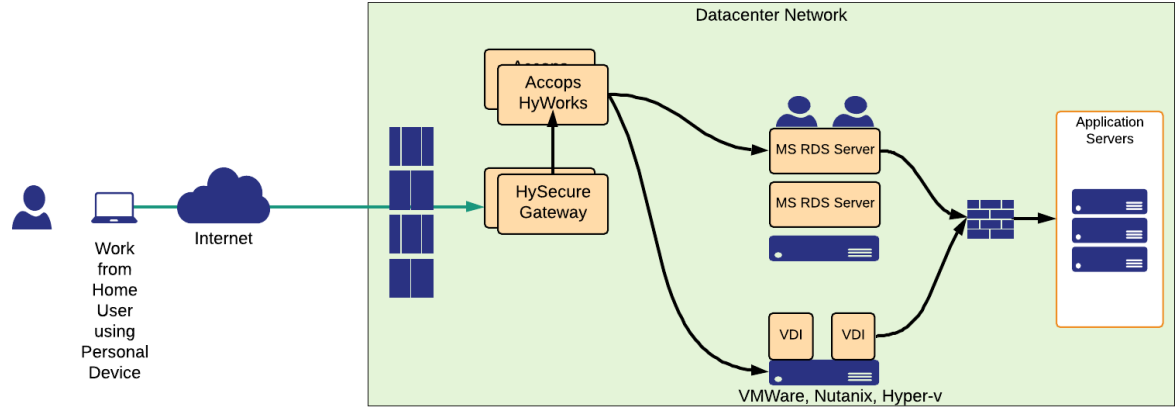 Datacenter Network
Accops
Accops
HyWorks
HySecure
Gateway
Internet
Work
from
Home
User
using
Personal
Device
MS RDS Server
MS RDS Server
VDI
VDI
VMWare, Nutanix, Hyper-v
Application
Servers